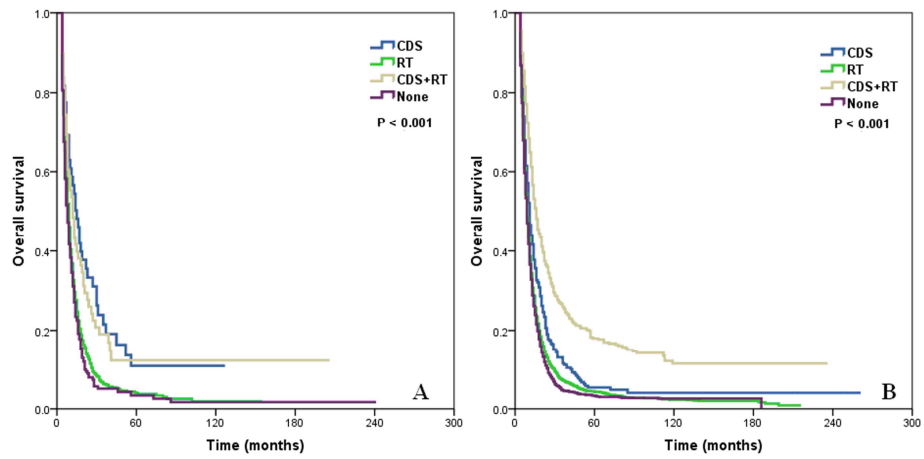 1.0
0.8
0.6
0.4
0.2
0.0
Overall survival
0
60
120
180
240
300
Time (months)
CDS
RT
CDS+RT
None
P < 0.001
A
1.0
0.8
0.6
0.4
0.2
0.0
Overall survival
0
60
120
180
240
300
Time (months)
CDS
RT
CDS+RT
None
P < 0.001
B